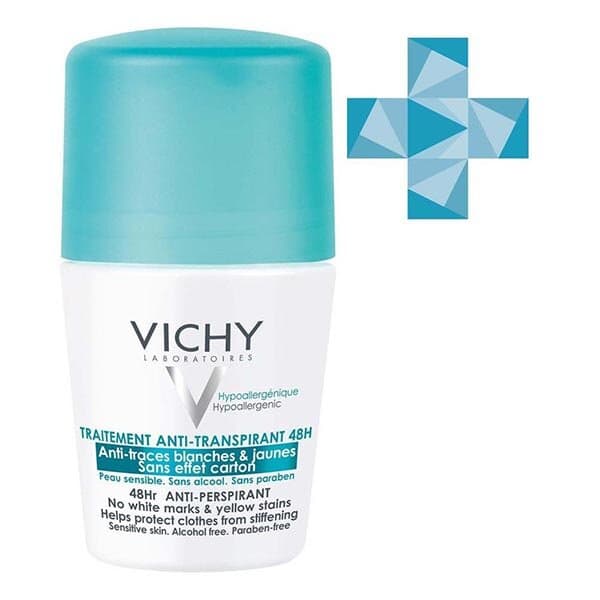 VICHY
LABORATOIRES
Hypoallergénique
Hypoallergenic
TRAITEMENT ANTI-TRANSPIRANT 48H
Anti-traces blanches & jaunes
Sans effet carton
Peau sensible. Sans alcool. Sans paraben
48Hr ANTI-PERSPIRANT
No white marks & yellow stains
Helps protect clothes from stiffening
Sensitive skin. Alcohol free. Paraben-free